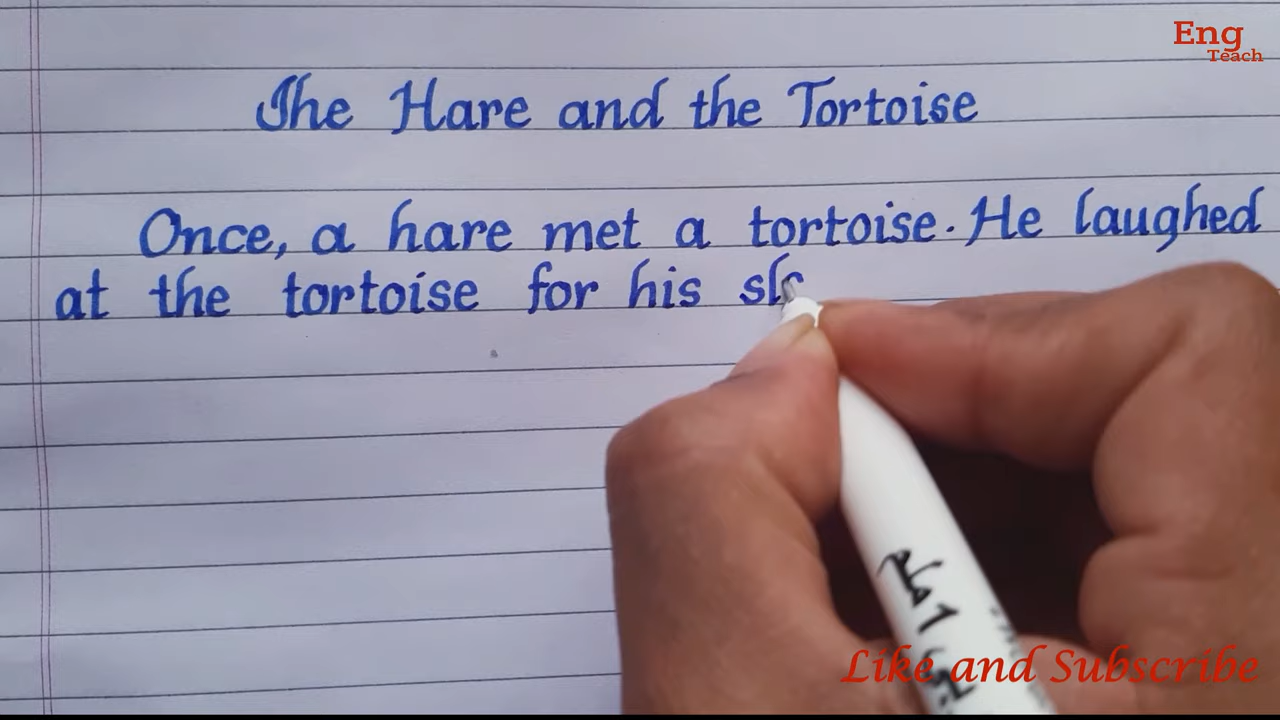 Eng
Teach
The Hare and the Tortoise
Once, a hare met a tortoise. He laughed
at the tortoise for his
Like and Subscribe